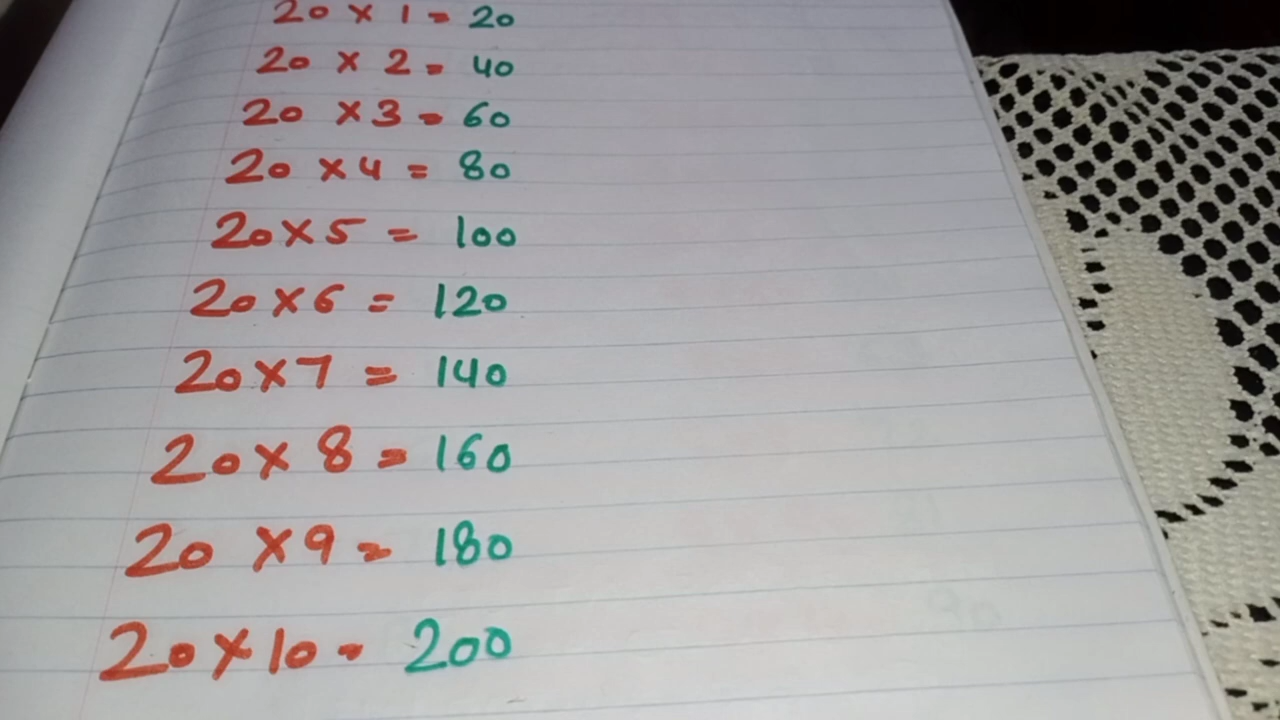 20 x 1 = 20
20 x 2 = 40
20 x 3 = 60
20 x 4 = 80
20 x 5 = 100
20 x 6 = 120
20 x 7 = 140
20 x 8 = 160
20 x 9 = 180
20 x 10 = 200